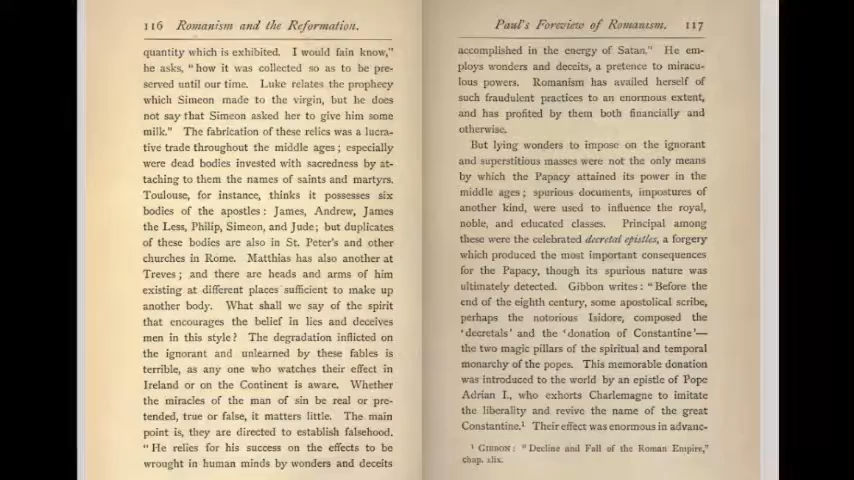 116 Romanism and the Reformation.
quantity which is exhibited. I would fain know,"
he asks, "how it was collected so as to be pre-
served until our time. Luke relates the prophecy
which Simeon made to the virgin, but he does
not say that Simeon asked her to give him some
milk." The fabrication of these relics was a lucra-
tive trade throughout the middle ages; especially
were dead bodies invested with sacredness by at-
taching to them the names of saints and martyrs.
Toulouse, for instance, thinks it possesses six
bodies of the apostles: James, Andrew, James
the Less, Philip, Simeon, and Jude; but duplicates
of these bodies are also in St. Peter's and other
churches in Rome. Matthias has also another at
Treves; and there are heads and arms of him
existing at different places sufficient to make up
another body. What shall we say of the spirit
that encourages the belief in lies and deceives
men in this style? The degradation inflicted on
the ignorant and unlearned by these fables is
terrible, as any one who watches their effect in
Ireland or on the Continent is aware. Whether
the miracles of the man of sin be real or pre-
tended, true or false, it matters little. The main
point is, they are directed to establish falsehood.
"He relies for his success on the effects to be
wrought in human minds by wonders and deceits
Paul's Foreview of Romanism. 117
accomplished in the energy of Satan." He em-
ploys wonders and deceits, a pretence to miracu-
lous powers. Romanism has availed herself of
such fraudulent practices to an enormous extent,
and has profited by them both financially and
otherwise.
But lying wonders to impose on the ignorant
and superstitious masses were not the only means
by which the Papacy attained its power in the
middle ages; spurious documents, impostures of
another kind, were used to influence the royal,
noble, and educated classes. Principal among
these were the celebrated decretal epistles, a forgery
which produced the most important consequences
for the Papacy, though its spurious nature was
ultimately detected. Gibbon writes: "Before the
end of the eighth century, some apostolical scribe,
perhaps the notorious Isidore, composed the
'decretals' and the 'donation of Constantine'—
the two magic pillars of the spiritual and temporal
monarchy of the popes. This memorable donation
was introduced to the world by an epistle of Pope
Adrian I., who exhorts Charlemagne to imitate
the liberality and revive the name of the great
Constantine.¹ Their effect was enormous in advanc-
¹ GIBBON: "Decline and Fall of the Roman Empire,"
chap. xlix.